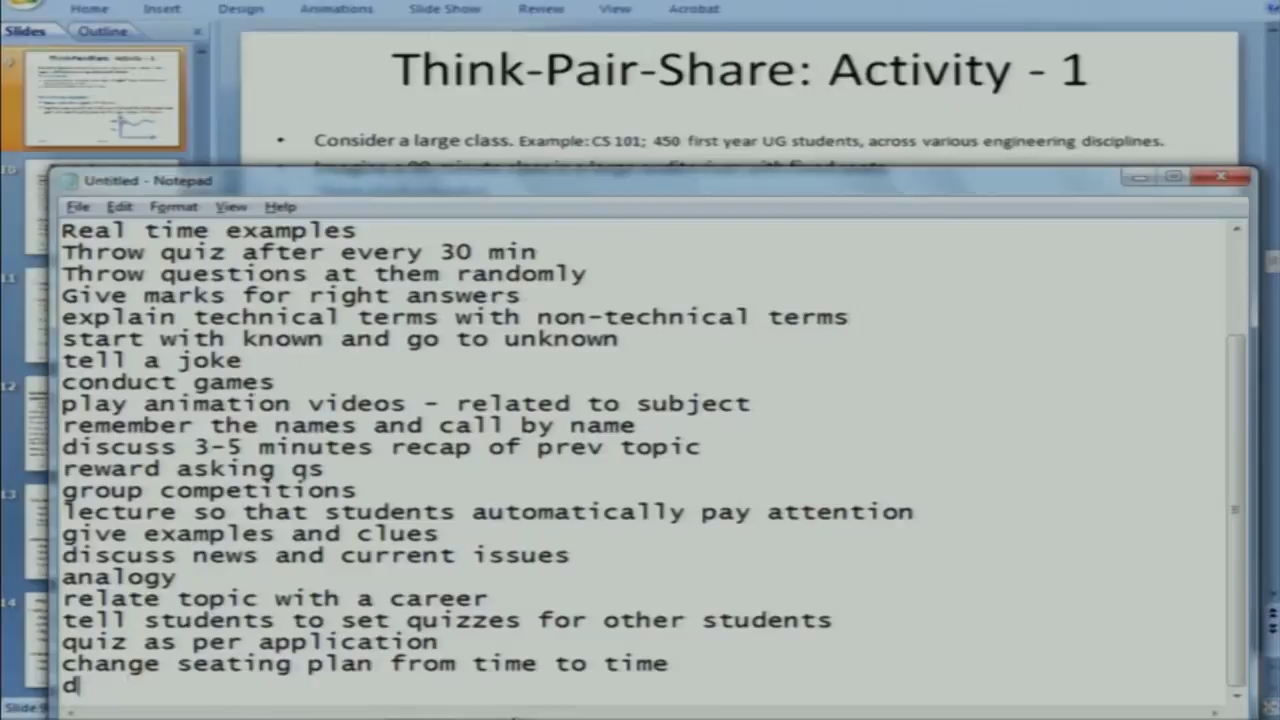 Home Insert Design Animations Slide Show Review View Acrobat
Slides Outline
Think-Pair-Share: Activity - 1
• Consider a large class. Example: CS 101; 450 first year UG students, across various engineering disciplines.
Untitled - Notepad
File Edit Format View Help
Real time examples
Throw quiz after every 30 min
Throw questions at them randomly
Give marks for right answers
explain technical terms with non-technical terms
start with known and go to unknown
tell a joke
conduct games
play animation videos - related to subject
remember the names and call by name
discuss 3-5 minutes recap of prev topic
reward asking qs
group competitions
lecture so that students automatically pay attention
give examples and clues
discuss news and current issues
analogy
relate topic with a career
tell students to set quizzes for other students
quiz as per application
change seating plan from time to time
d
10
11
12
13
14
Slide 9